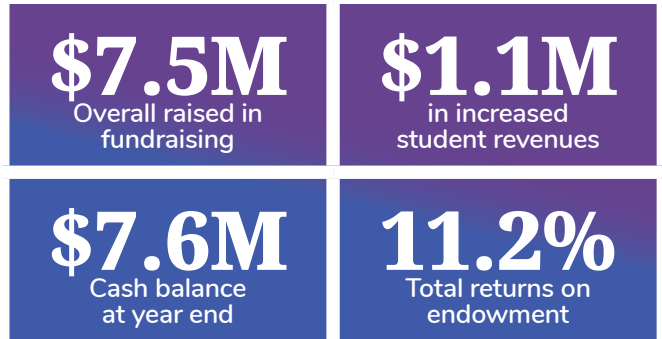 $7.5M
Overall raised in
fundraising
$1.1M
in increased
student revenues
$7.6M
Cash balance
at year end
11.2%
Total returns on
endowment